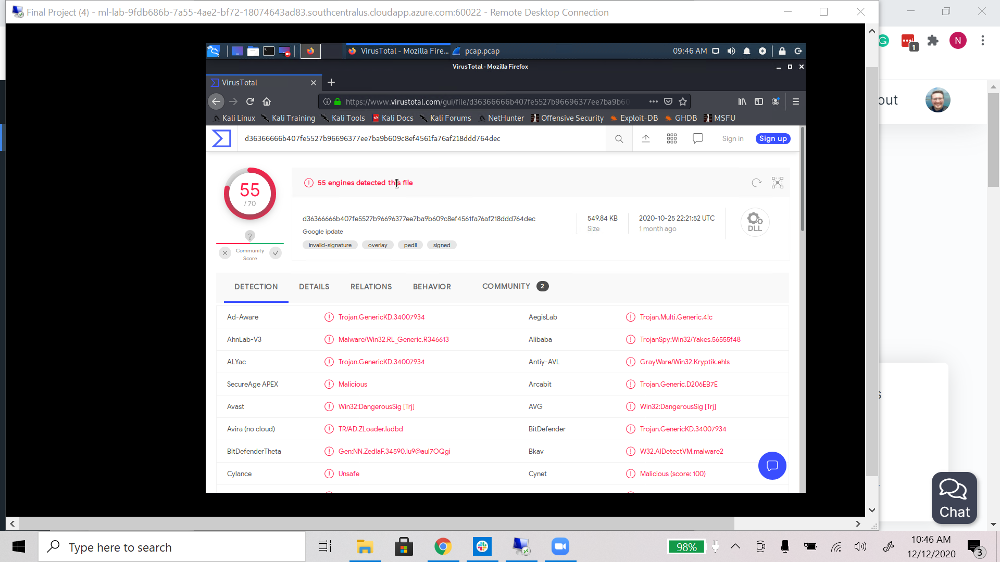 Final Project (4) - ml-lab-9fdb686b-7a55-4ae2-bf72-18074643ad83.southcentralus.cloudapp.azure.com:60022 - Remote Desktop Connection
VirusTotal - Mozilla Fire...
pcap.pcap
09:46 AM
VirusTotal - Mozilla Firefox
VirusTotal
https://www.virustotal.com/gui/file/d36366666b407fe5527b96696377ee7ba9b60
Kali Linux
Kali Training
Kali Tools
Kali Docs
Kali Forums
NetHunter
Offensive Security
Exploit-DB
GHDB
MSFU
d36366666b407fe5527b96696377ee7ba9b609c8ef4561fa76af218ddd764dec
Sign in
Sign up
55
/ 70
55 engines detected this file
d36366666b407fe5527b96696377ee7ba9b609c8ef4561fa76af218ddd764dec
Google ipdate
invalid-signature
overlay
pedll
signed
549.84 KB
Size
2020-10-25 22:21:52 UTC
1 month ago
DLL
?
Community
Score
DETECTION
DETAILS
RELATIONS
BEHAVIOR
COMMUNITY 2
Ad-Aware
Trojan.GenericKD.34007934
AegisLab
Trojan.Multi.Generic.4!c
AhnLab-V3
Malware/Win32.RL_Generic.R346613
Alibaba
TrojanSpy:Win32/Yakes.56555f48
ALYac
Trojan.GenericKD.34007934
Antiy-AVL
GrayWare/Win32.Kryptik.ehls
SecureAge APEX
Malicious
Arcabit
Trojan.Generic.D206EB7E
Avast
Win32:DangerousSig [Trj]
AVG
Win32:DangerousSig [Trj]
Avira (no cloud)
TR/AD.ZLoader.ladbd
BitDefender
Trojan.GenericKD.34007934
BitDefenderTheta
Gen:NN.ZedlaF.34590.lu9@aul7OQgi
Bkav
W32.AIDetectVM.malware2
Cylance
Unsafe
Cynet
Malicious (score: 100)
1
N
out
s
Chat
Type here to search
98%
10:46 AM
12/12/2020
3